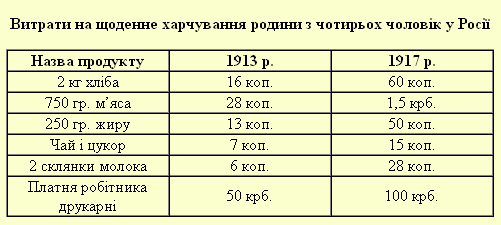 Витрати на щоденне харчування родини з чотирьох чоловік у Росії
Назва продукту 1913 р. 1917 р.
2 кг хліба 16 коп. 60 коп.
750 гр. м’яса 28 коп. 1,5 крб.
250 гр. жиру 13 коп. 50 коп.
Чай і цукор 7 коп. 15 коп.
2 склянки молока 6 коп. 28 коп.
Платня робітника
друкарні 50 крб. 100 крб.